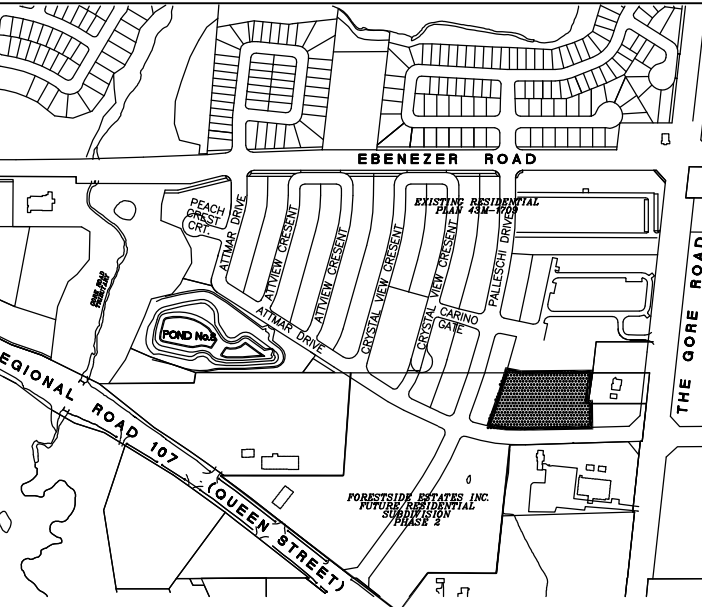 EBENEZER ROAD
EXISTING RESIDENTIAL
PLAN 43M-1703
PEACH
CREST
CRT
ATTMAR DRIVE
ATTVIEW CRESENT
ATTVIEW CRESENT
CRYSTAL VIEW CRESENT
CRYSTAL VIEW CRESENT
PALLESCHI DRIVE
THE GORE ROAD
CARINO
GATE
ATTMAR DRIVE
POND No.
EGIONAL ROAD 107 (QUEEN STREET)
FORESTSIDE ESTATES INC.
FUTURE RESIDENTIAL
SUBDIVISION
PHASE 2